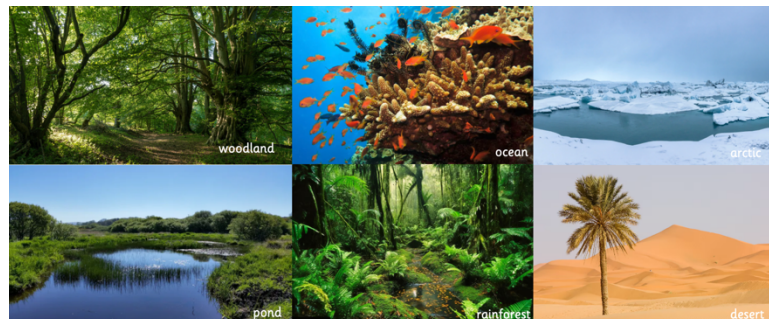 woodland
ocean
arctic
pond
rainforest
desert